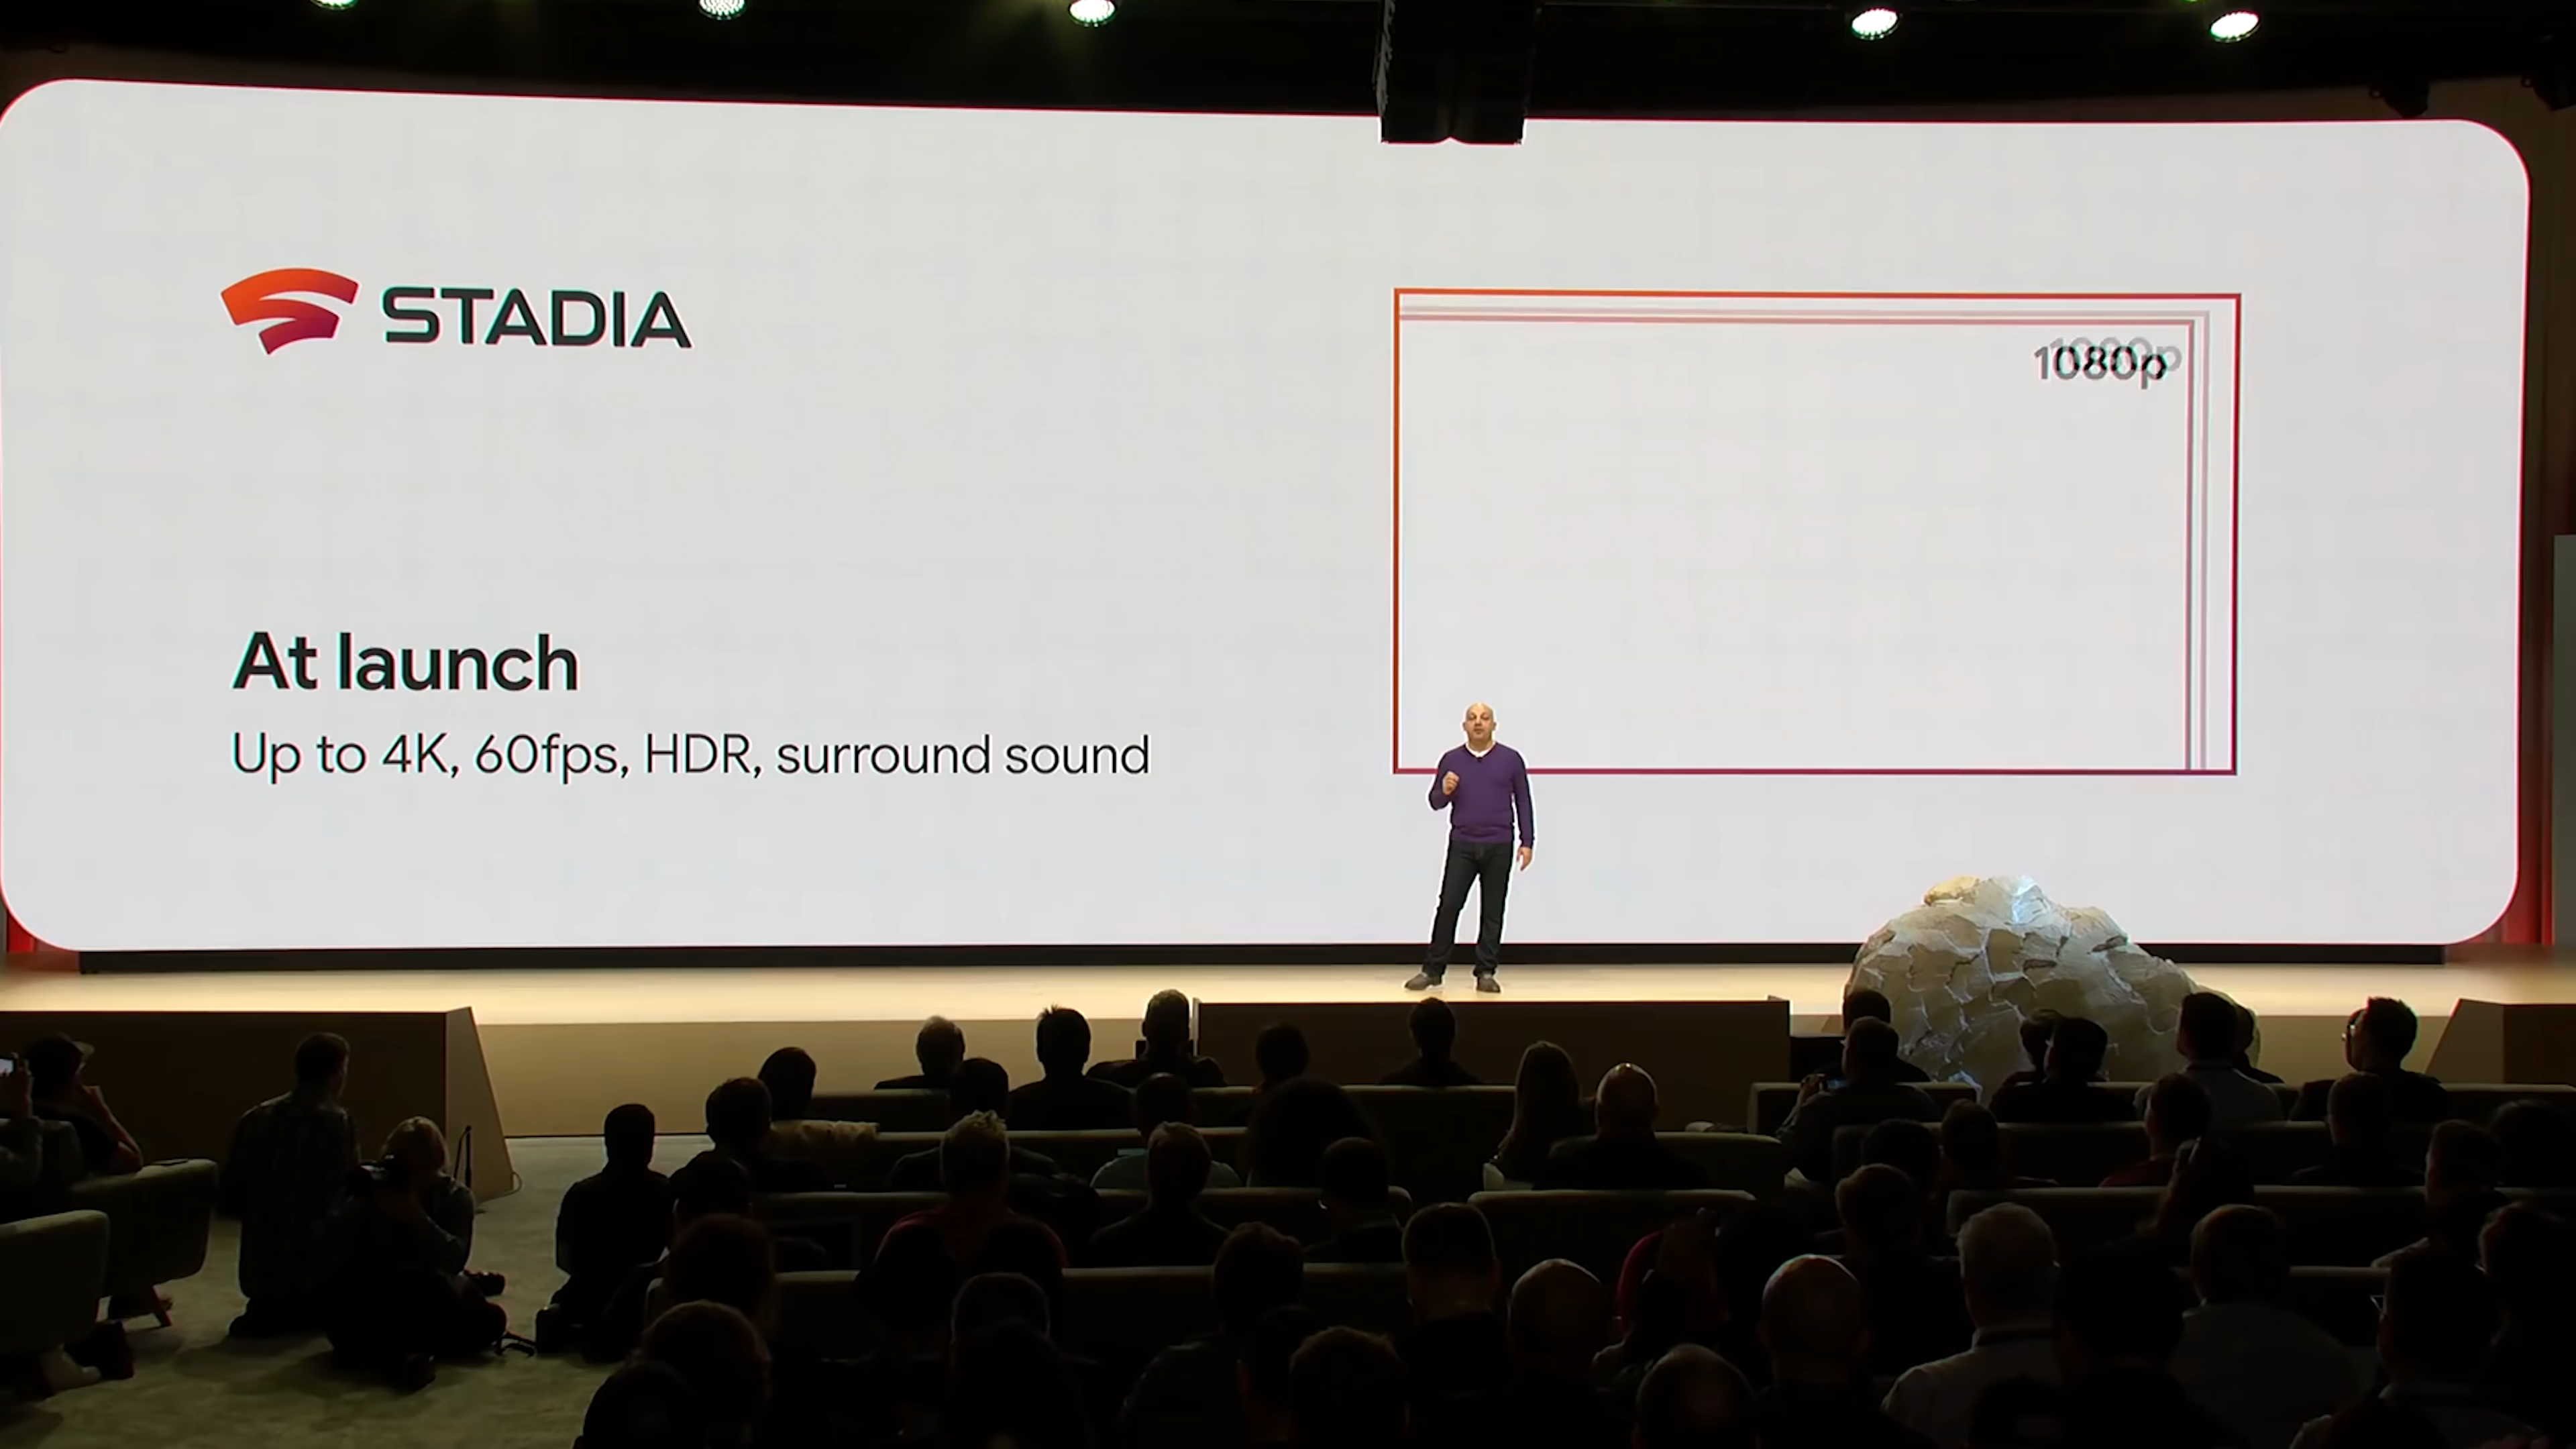 STADIA
1080p
At launch
Up to 4K, 60fps, HDR, surround sound